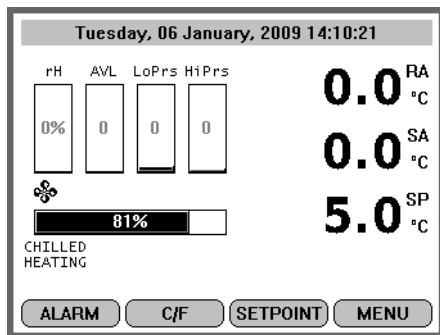 Tuesday, 06 January, 2009 14:10:21
rH AVL LoPrs HiPrs
0% 0 0 0
0.0 RA °C
0.0 SA °C
5.0 SP °C
81%
CHILLED
HEATING
ALARM C/F SETPOINT MENU